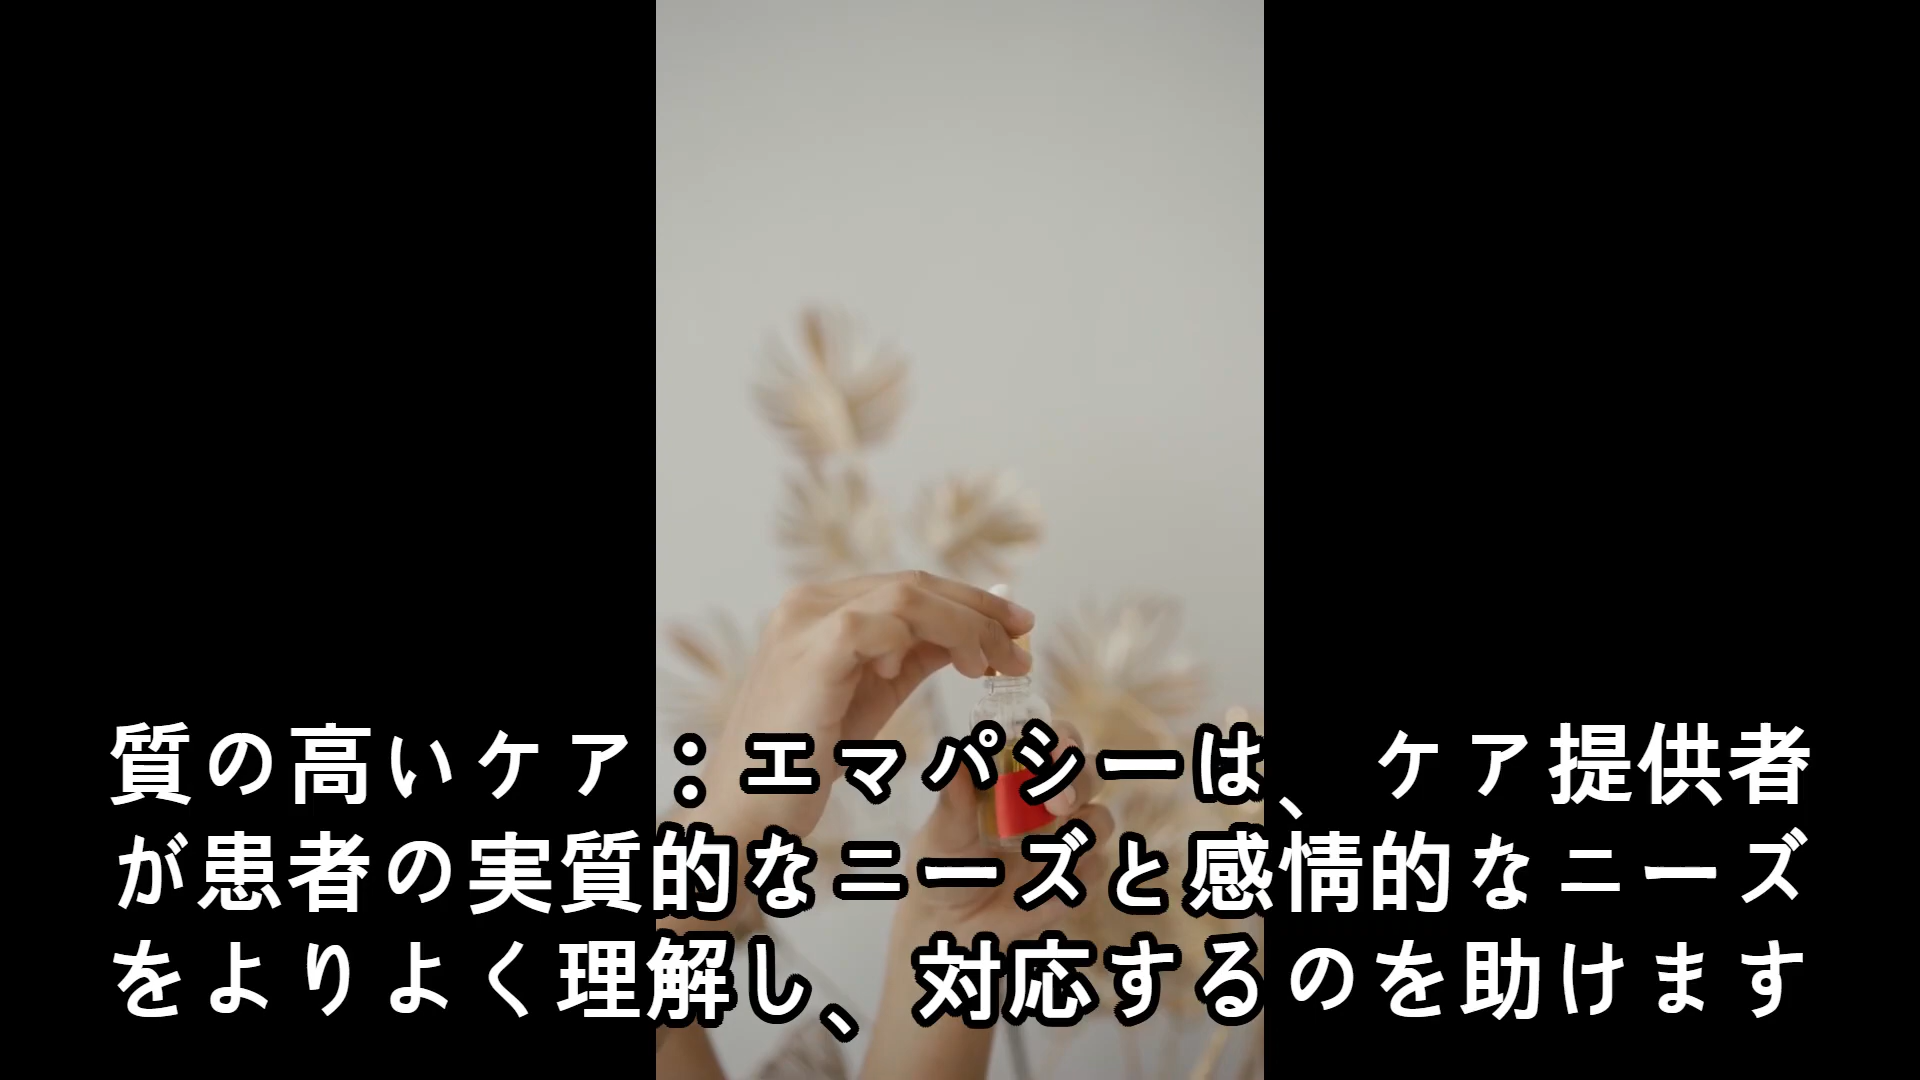 質の高いケア：エマパシーは、ケア提供者
が患者の実質的なニーズと感情的なニーズ
をよりよく理解し、対応するのを助けます